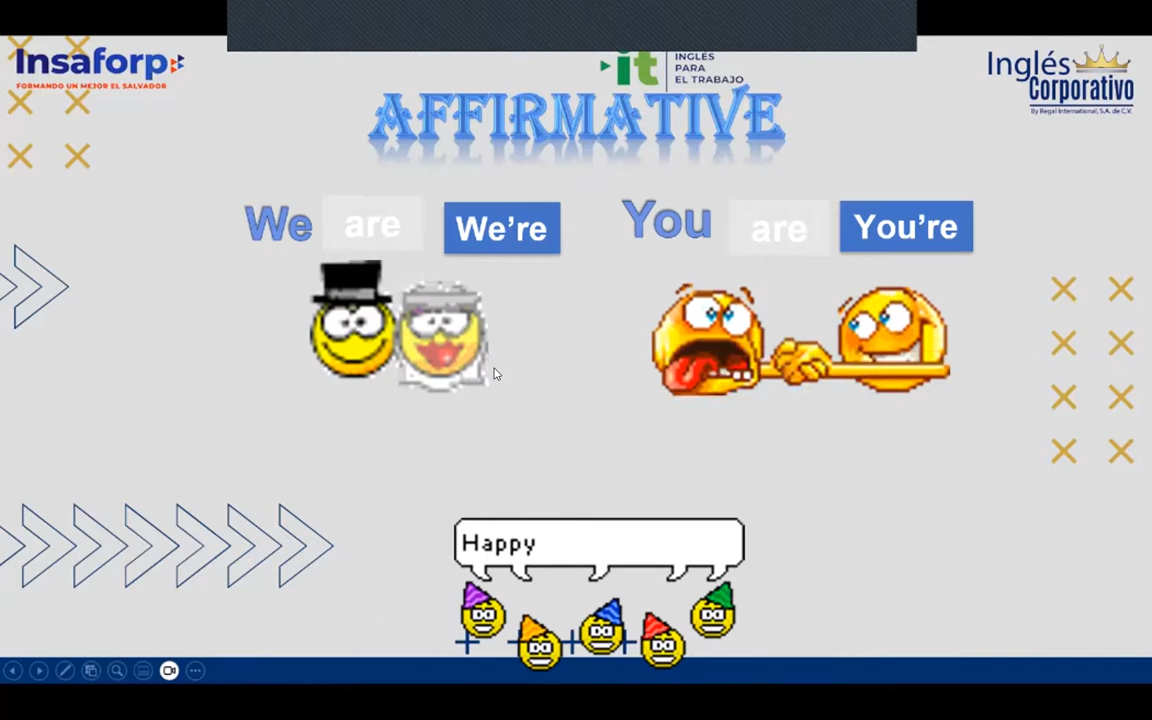 Insaforp
FORMANDO UN MEJOR EL SALVADOR
it
INGLÉS
PARA
EL TRABAJO
Inglés
Corporativo
By Regal International, S.A. de C.V.
AFFIRMATIVE
We are We're
You are You're
Happy